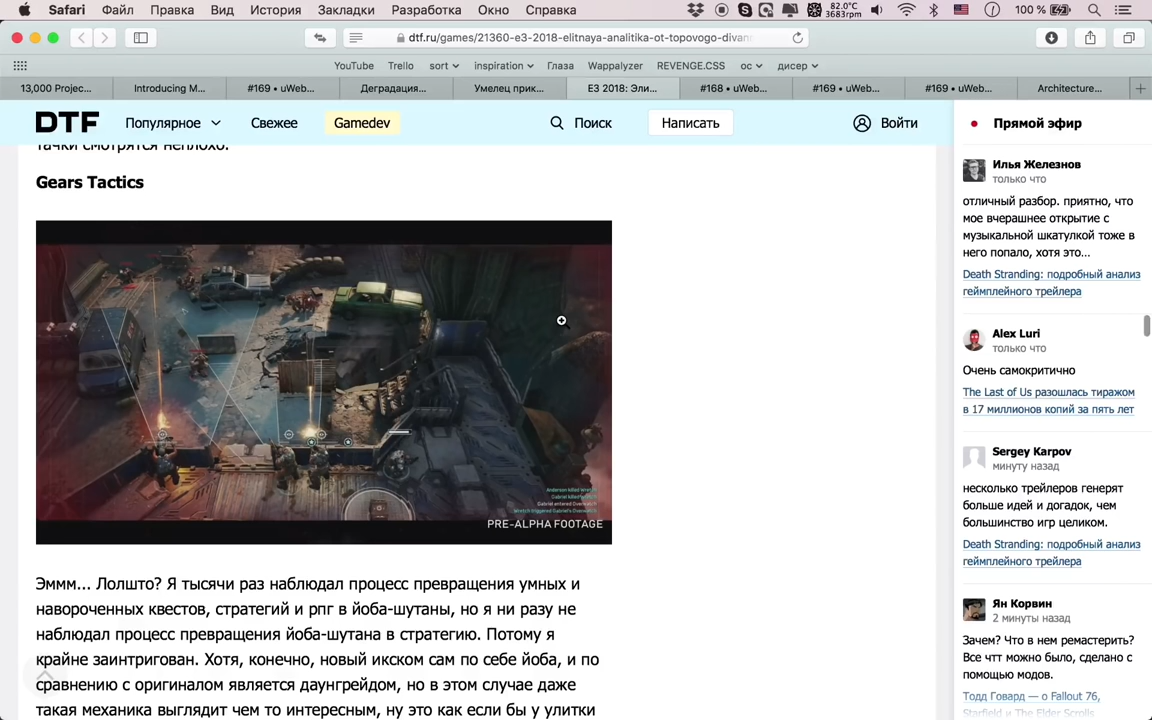 Safari Файл Правка Вид История Закладки Разработка Окно Справка 82.0°C 3683rpm 100 %
dtf.ru/games/21360-e3-2018-elitnaya-analitika-ot-topovogo-divan
YouTube Trello sort inspiration Глаза Wappalyzer REVENGE.CSS ос дисер
13,000 Projec... Introducing M... #169 • uWeb... Деградация... Умелец прик... E3 2018: Эли... #168 • uWeb... #169 • uWeb... #169 • uWeb... Architecture...
DTF Популярное Свежее Gamedev Поиск Написать Войти
тачки смотрятся неплохо.
Gears Tactics
Gabriel entered Overwatch
PRE-ALPHA FOOTAGE
Эммм... Лолшто? Я тысячи раз наблюдал процесс превращения умных и
навороченных квестов, стратегий и рпг в йоба-шутаны, но я ни разу не
наблюдал процесс превращения йоба-шутана в стратегию. Потому я
крайне заинтригован. Хотя, конечно, новый икском сам по себе йоба, и по
сравнению с оригиналом является даунгрейдом, но в этом случае даже
такая механика выглядит чем то интересным, ну это как если бы у улитки
Прямой эфир
Илья Железнов
только что
отличный разбор. приятно, что
мое вчерашнее открытие с
музыкальной шкатулкой тоже в
него попало, хотя это...
Death Stranding: подробный анализ
геймплейного трейлера
Alex Luri
только что
Очень самокритично
The Last of Us разошлась тиражом
в 17 миллионов копий за пять лет
Sergey Karpov
минуту назад
несколько трейлеров генерят
больше идей и догадок, чем
большинство игр целиком.
Death Stranding: подробный анализ
геймплейного трейлера
Ян Корвин
2 минуты назад
Зачем? Что в нем ремастерить?
Все чтт можно было, сделано с
помощью модов.
Тодд Говард — о Fallout 76,
Starfield и The Elder Scrolls